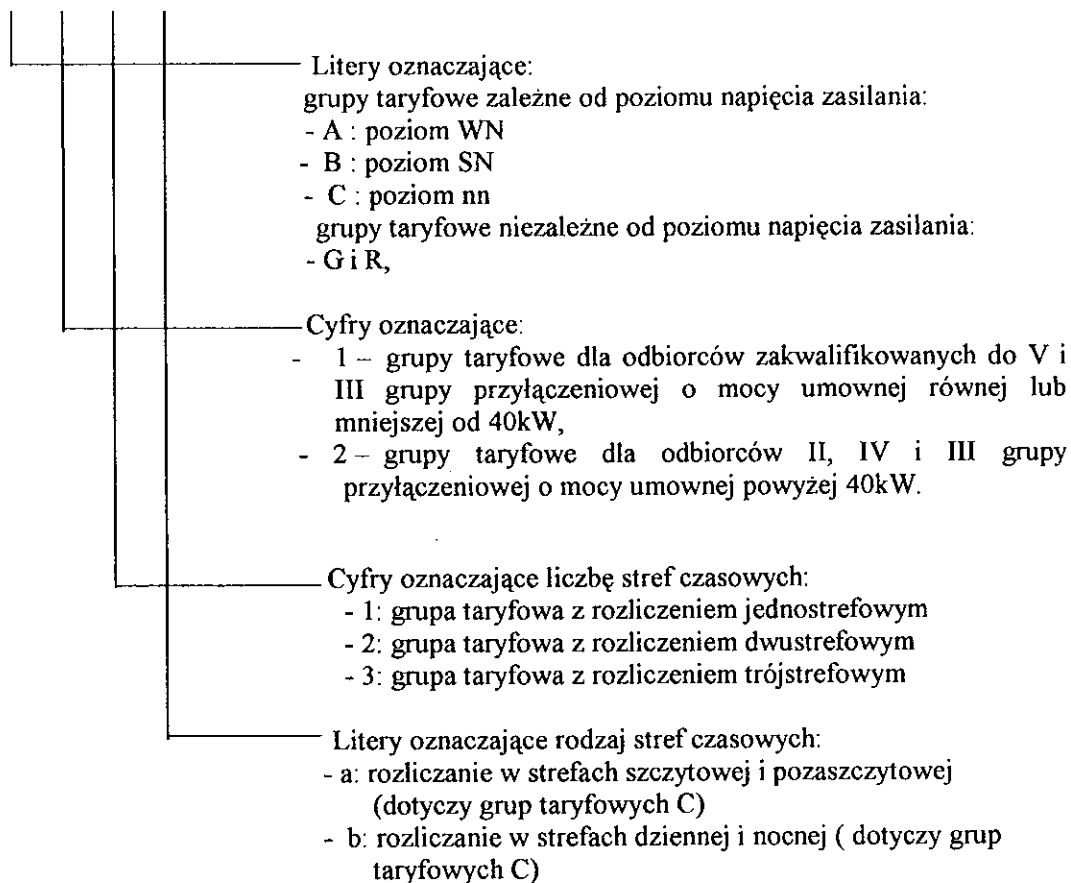 Litery oznaczające:
grupy taryfowe zależne od poziomu napięcia zasilania:
- A : poziom WN
- B : poziom SN
- C : poziom nn
grupy taryfowe niezależne od poziomu napięcia zasilania:
- G i R,
Cyfry oznaczające:
- 1 – grupy taryfowe dla odbiorców zakwalifikowanych do V i
III grupy przyłączeniowej o mocy umownej równej lub
mniejszej od 40kW,
- 2 – grupy taryfowe dla odbiorców II, IV i III grupy
przyłączeniowej o mocy umownej powyżej 40kW.
Cyfry oznaczające liczbę stref czasowych:
- 1: grupa taryfowa z rozliczeniem jednostrefowym
- 2: grupa taryfowa z rozliczeniem dwustrefowym
- 3: grupa taryfowa z rozliczeniem trójstrefowym
Litery oznaczające rodzaj stref czasowych:
- a: rozliczanie w strefach szczytowej i pozaszczytowej
(dotyczy grup taryfowych C)
- b: rozliczanie w strefach dziennej i nocnej ( dotyczy grup
taryfowych C)